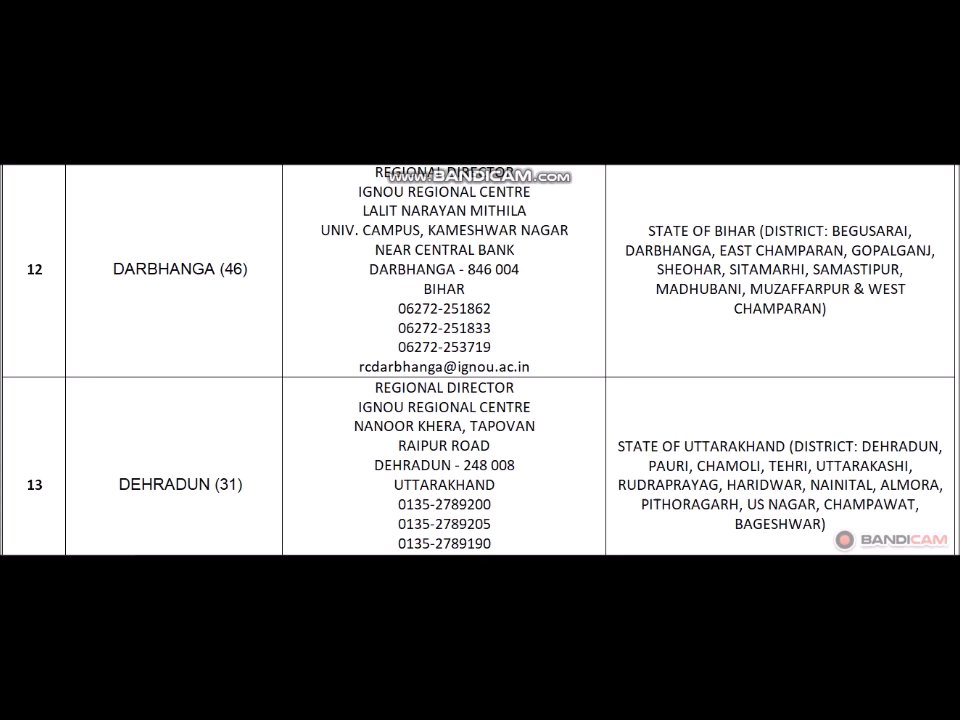 REGIONAL DIRECTOR
www.BANDICAM.com
IGNOU REGIONAL CENTRE
LALIT NARAYAN MITHILA
UNIV. CAMPUS, KAMESHWAR NAGAR
NEAR CENTRAL BANK
DARBHANGA - 846 004
BIHAR
06272-251862
06272-251833
06272-253719
rcdarbhanga@ignou.ac.in
12
DARBHANGA (46)
STATE OF BIHAR (DISTRICT: BEGUSARAI,
DARBHANGA, EAST CHAMPARAN, GOPALGANJ,
SHEOHAR, SITAMARHI, SAMASTIPUR,
MADHUBANI, MUZAFFARPUR & WEST
CHAMPARAN)
13
DEHRADUN (31)
REGIONAL DIRECTOR
IGNOU REGIONAL CENTRE
NANOOR KHERA, TAPOVAN
RAIPUR ROAD
DEHRADUN - 248 008
UTTARAKHAND
0135-2789200
0135-2789205
0135-2789190
STATE OF UTTARAKHAND (DISTRICT: DEHRADUN,
PAURI, CHAMOLI, TEHRI, UTTARAKASHI,
RUDRAPRAYAG, HARIDWAR, NAINITAL, ALMORA,
PITHORAGARH, US NAGAR, CHAMPAWAT,
BAGESHWAR)
BANDICAM